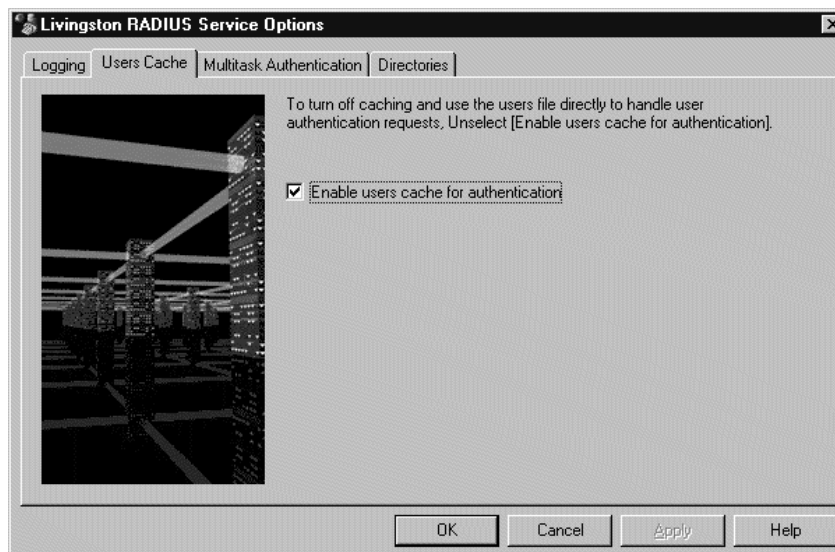 Livingston RADIUS Service Options
Logging
Users Cache
Multitask Authentication
Directories
To turn off caching and use the users file directly to handle user
authentication requests, Unselect [Enable users cache for authentication].
Enable users cache for authentication
OK
Cancel
Apply
Help